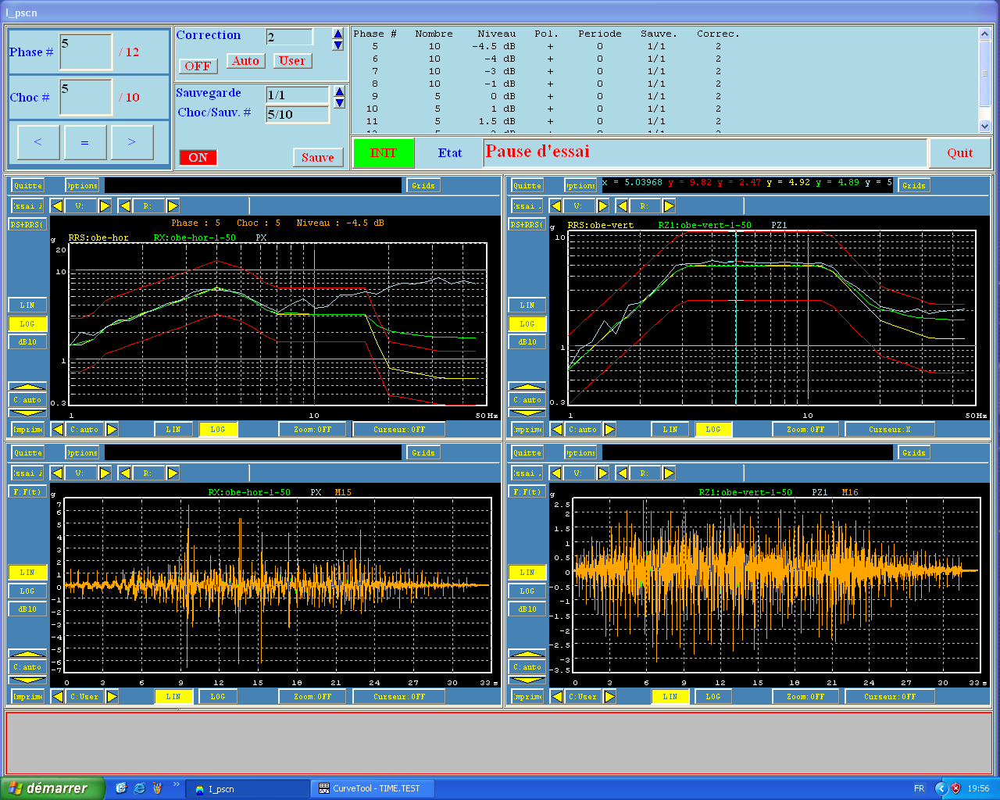 I_pscn
Phase # 5 / 12
Choc # 5 / 10
< = >
Correction 2
OFF Auto User
Sauvegarde 1/1
Choc/Sauv. # 5/10
ON Sauve
Phase # Nombre Niveau Pol. Periode Sauve. Correc.
5 10 -4.5 dB + 0 1/1 2
6 10 -4 dB + 0 1/1 2
7 10 -3 dB + 0 1/1 2
8 10 -1 dB + 0 1/1 2
9 5 0 dB + 0 1/1 2
10 5 1 dB + 0 1/1 2
11 5 1.5 dB + 0 1/1 2
INIT Etat Pause d'essai Quit
Quitte Options Grids
V: R:
RS+RRS(
Phase : 5 Choc : 5 Niveau : -4.5 dB
g RRS:obe-hor RX:obe-hor-1-50 PX
20
10
1
0.3
1 10 50 Hz
LIN
LOG
dB10
C:auto
Imprime C:auto LIN LOG Zoom:OFF Curseur:OFF
Quitte Options x = 5.03968 y = 9.82 y = 2.47 y = 4.92 y = 4.89 y = 5 Grids
V: R:
RS+RRS(
g RRS:obe-vert RZ1:obe-vert-1-50 PZ1
10
1
0.3
1 10 50 Hz
LIN
LOG
dB10
C:auto
Imprime C:auto LIN LOG Zoom:OFF Curseur:X
Quitte Options Grids
V: R:
F:F(t)
g RX:obe-hor-1-50 PX M15
7
6
5
4
3
2
1
0
-1
-2
-3
-4
-5
-6
-7
0 3 6 9 12 15 18 21 24 27 30 33 s
LIN
LOG
dB10
C:auto
Imprime C:User LIN LOG Zoom:OFF Curseur:OFF
Quitte Options Grids
V: R:
F:F(t)
g RZ1:obe-vert-1-50 PZ1 M16
2.5
2
1.5
1
0.5
0
-0.5
-1
-1.5
-2
-2.5
-3
-3.5
0 3 6 9 12 15 18 21 24 27 30 33 s
LIN
LOG
dB10
C:auto
Imprime C:User LIN LOG Zoom:OFF Curseur:OFF
démarrer I_pscn CurveTool - TIME.TEST FR 19:56